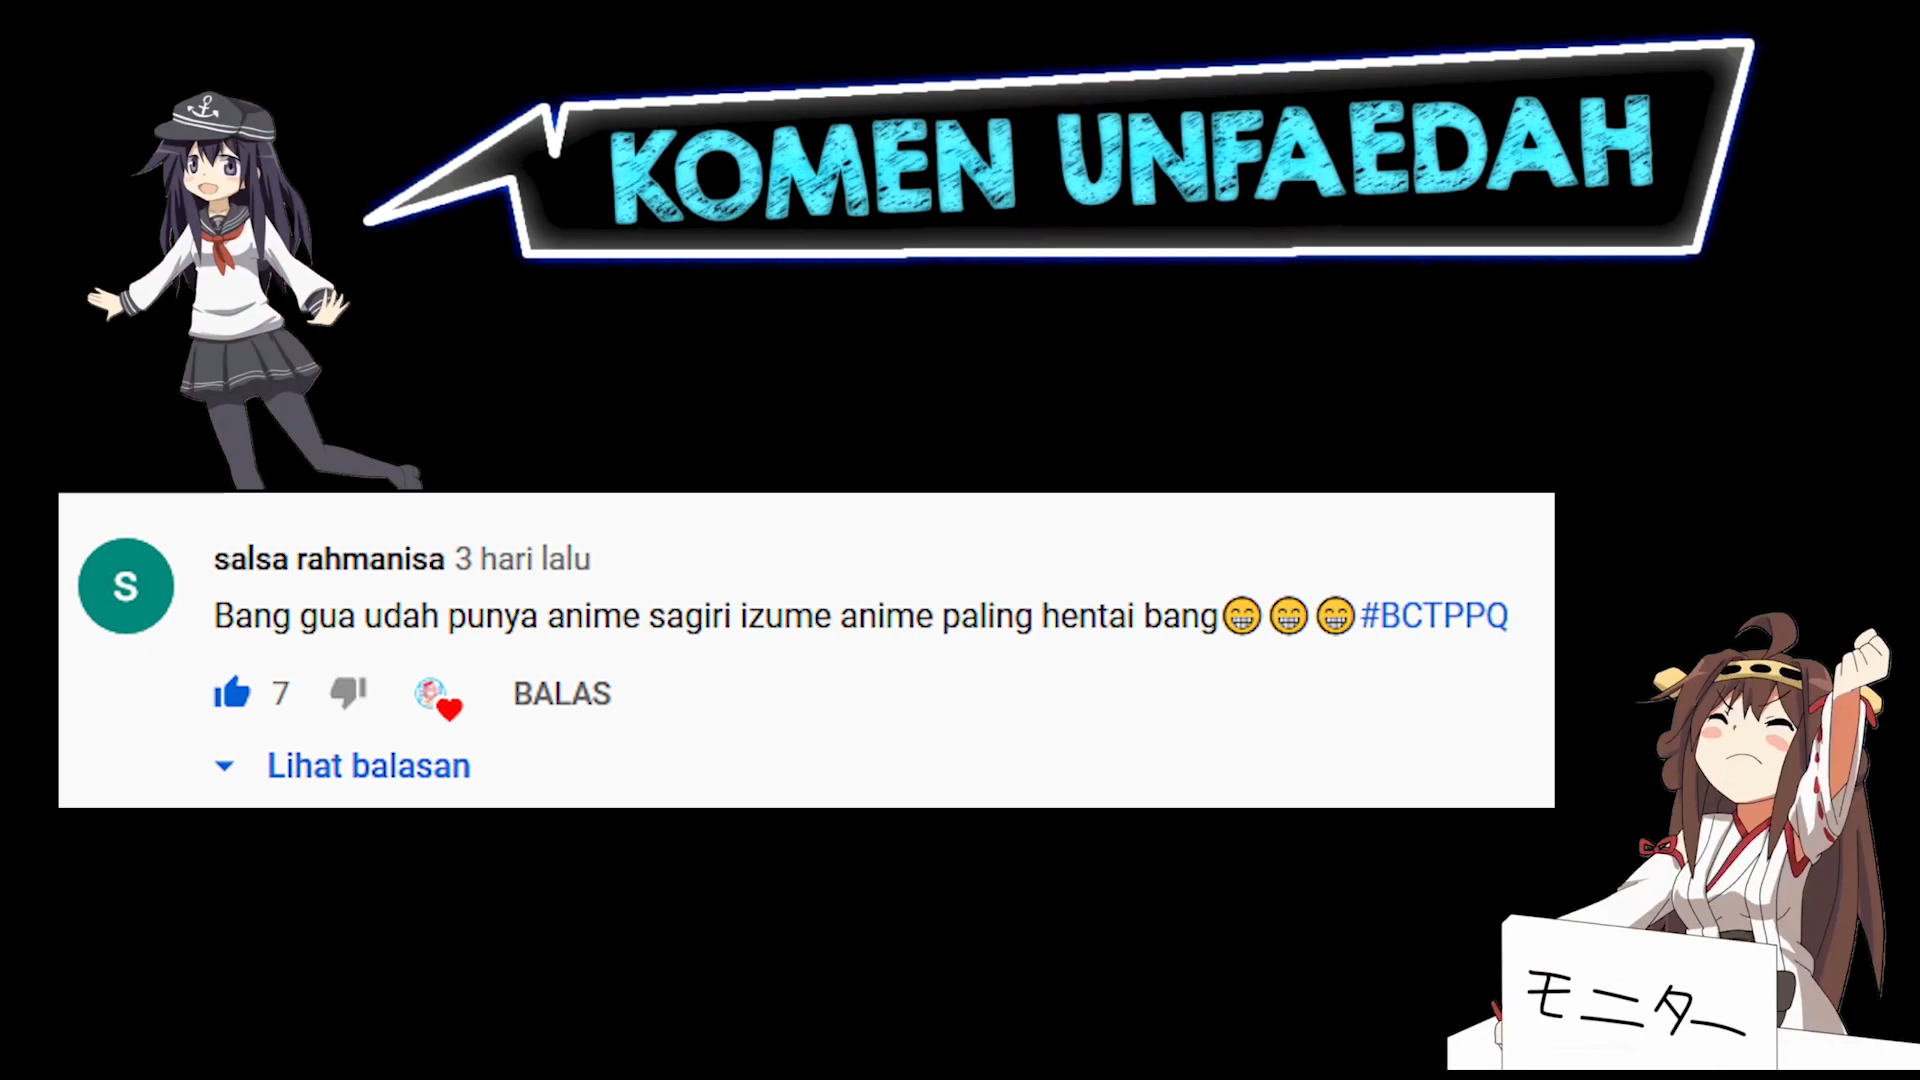 KOMEN UNFAEDAH
salsa rahmanisa 3 hari lalu
Bang gua udah punya anime sagiri izume anime paling hentai bang😁😁😁#BCTPPQ
7 BALAS
Lihat balasan
S
モニター